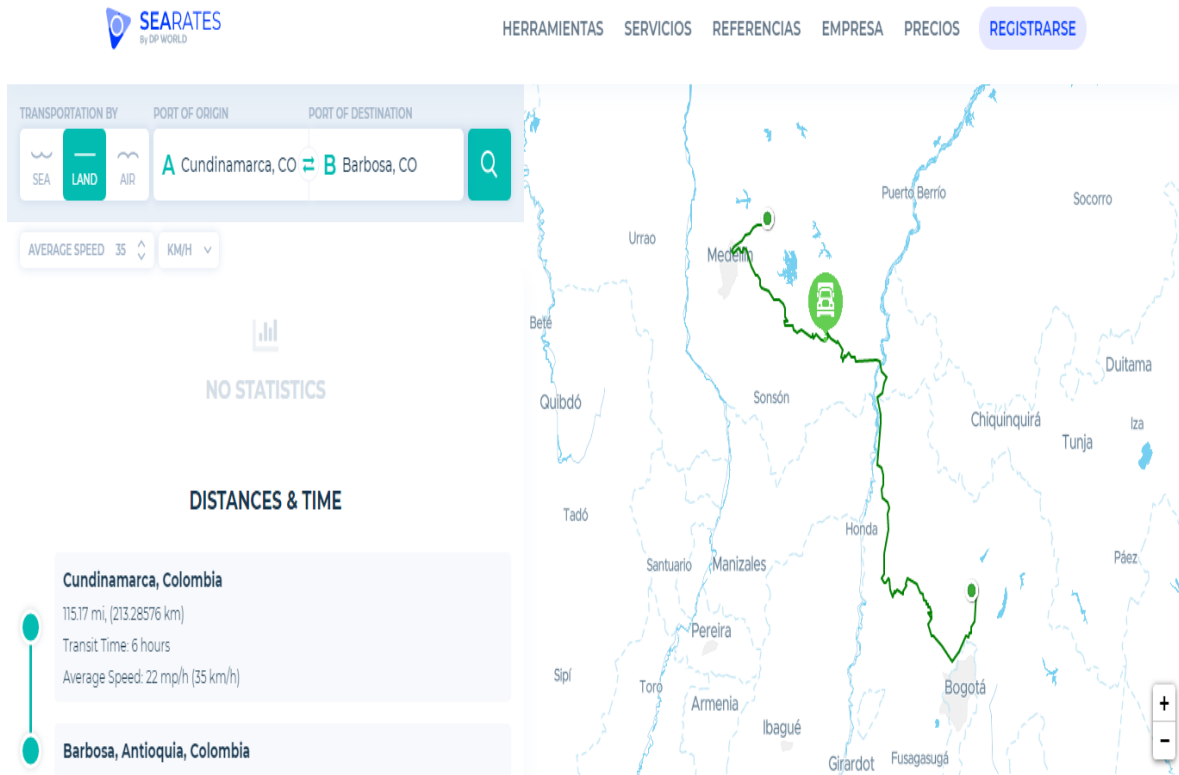 SEARATES
By DP WORLD
HERRAMIENTAS SERVICIOS REFERENCIAS EMPRESA PRECIOS REGISTRARSE
TRANSPORTATION BY PORT OF ORIGIN PORT OF DESTINATION
SEA LAND AIR A Cundinamarca, CO B Barbosa, CO
AVERAGE SPEED 35 KM/H
NO STATISTICS
DISTANCES & TIME
Cundinamarca, Colombia
115.17 mi, (213.28576 km)
Transit Time: 6 hours
Average Speed: 22 mp/h (35 km/h)
Barbosa, Antioquia, Colombia
Puerto Berrío
Socorro
Urrao
Medellín
Beté
Duitama
Quibdó
Sonsón
Chiquinquirá
Iza
Tunja
Tadó
Honda
Santuario
Manizales
Páez
Pereira
Sipí
Toro
Armenia
Bogotá
Ibagué
Girardot
Fusagasugá
+
−